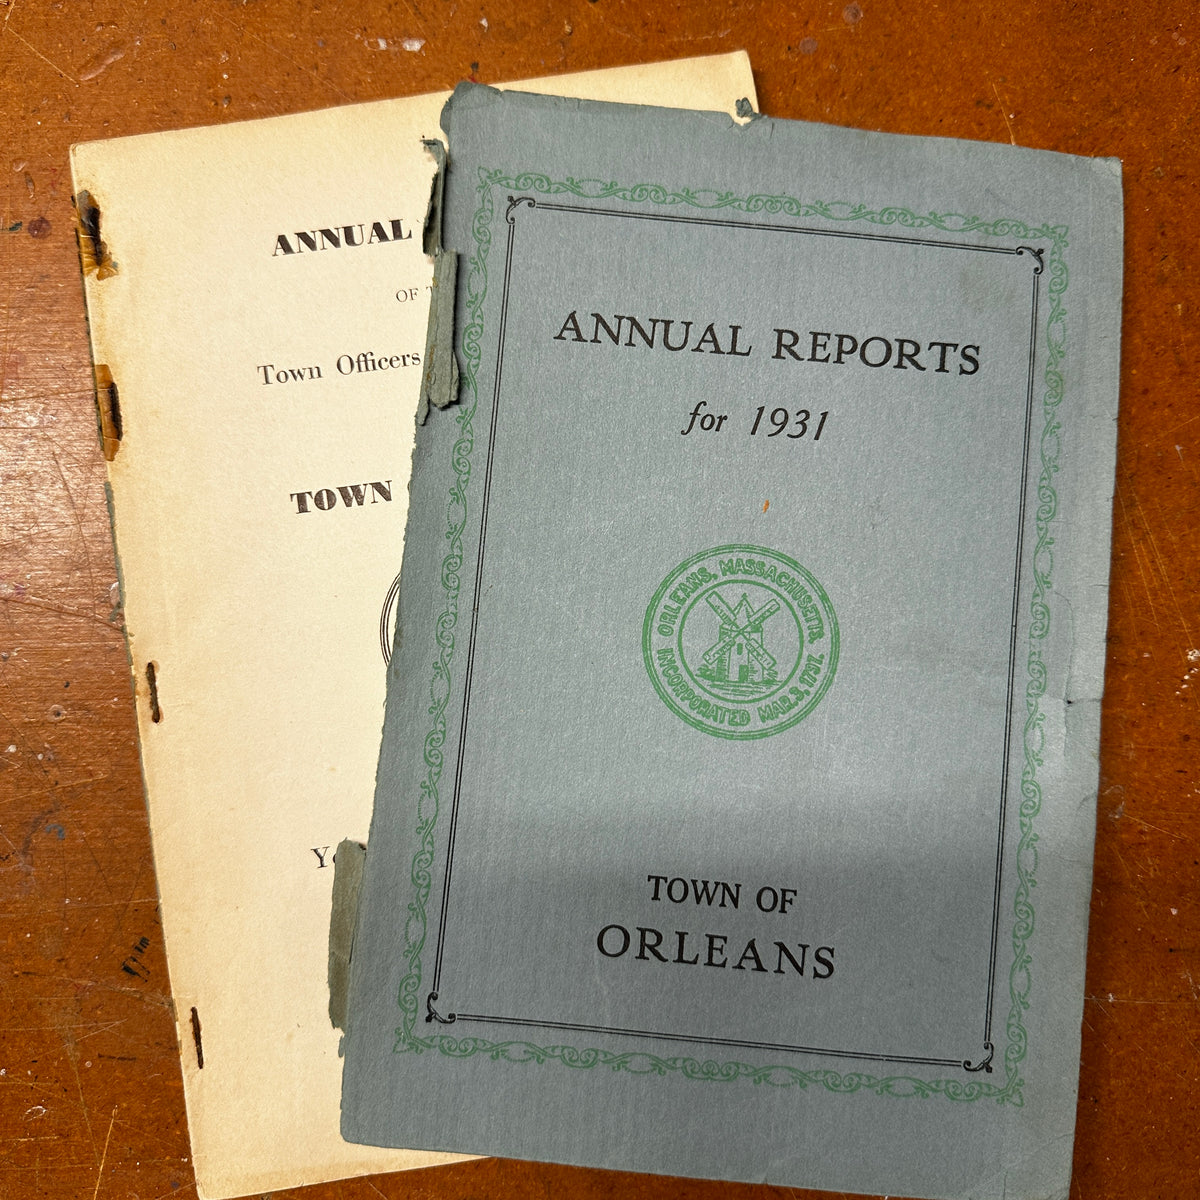 ANNUAL
OF
Town Officers
TOWN
ANNUAL REPORTS
for 1931
ORLEANS, MASSACHUSETTS,
INCORPORATED MAR.3,1797.
TOWN OF
ORLEANS